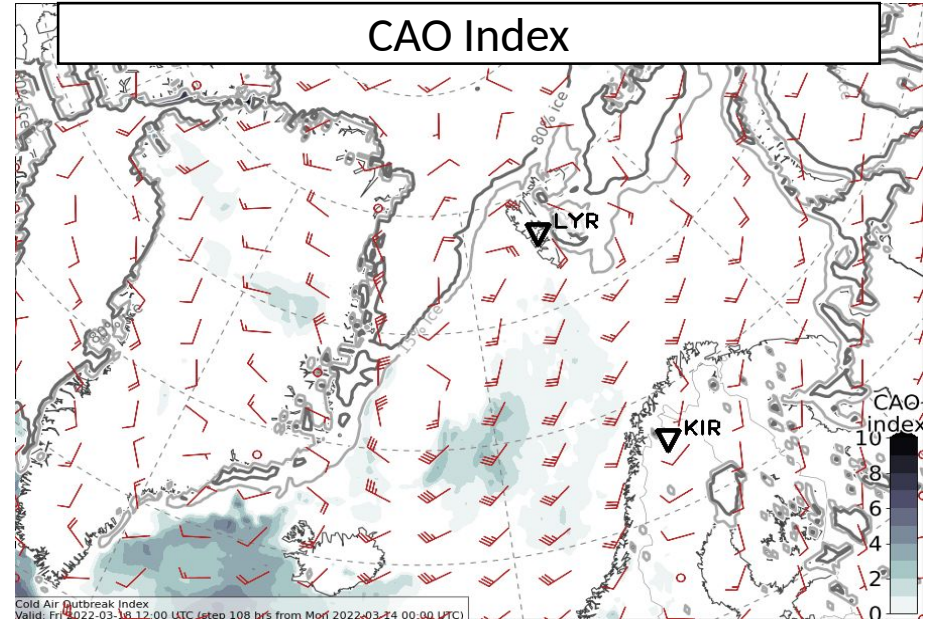 CAO Index
80% ice
LYR
15% ice
CAO
index
KIR
10
8
6
4
2
0
Cold Air Outbreak Index
Valid: Fri 2022-03-18 12:00 UTC (step 108 hrs from Mon 2022-03-14 00:00 UTC)